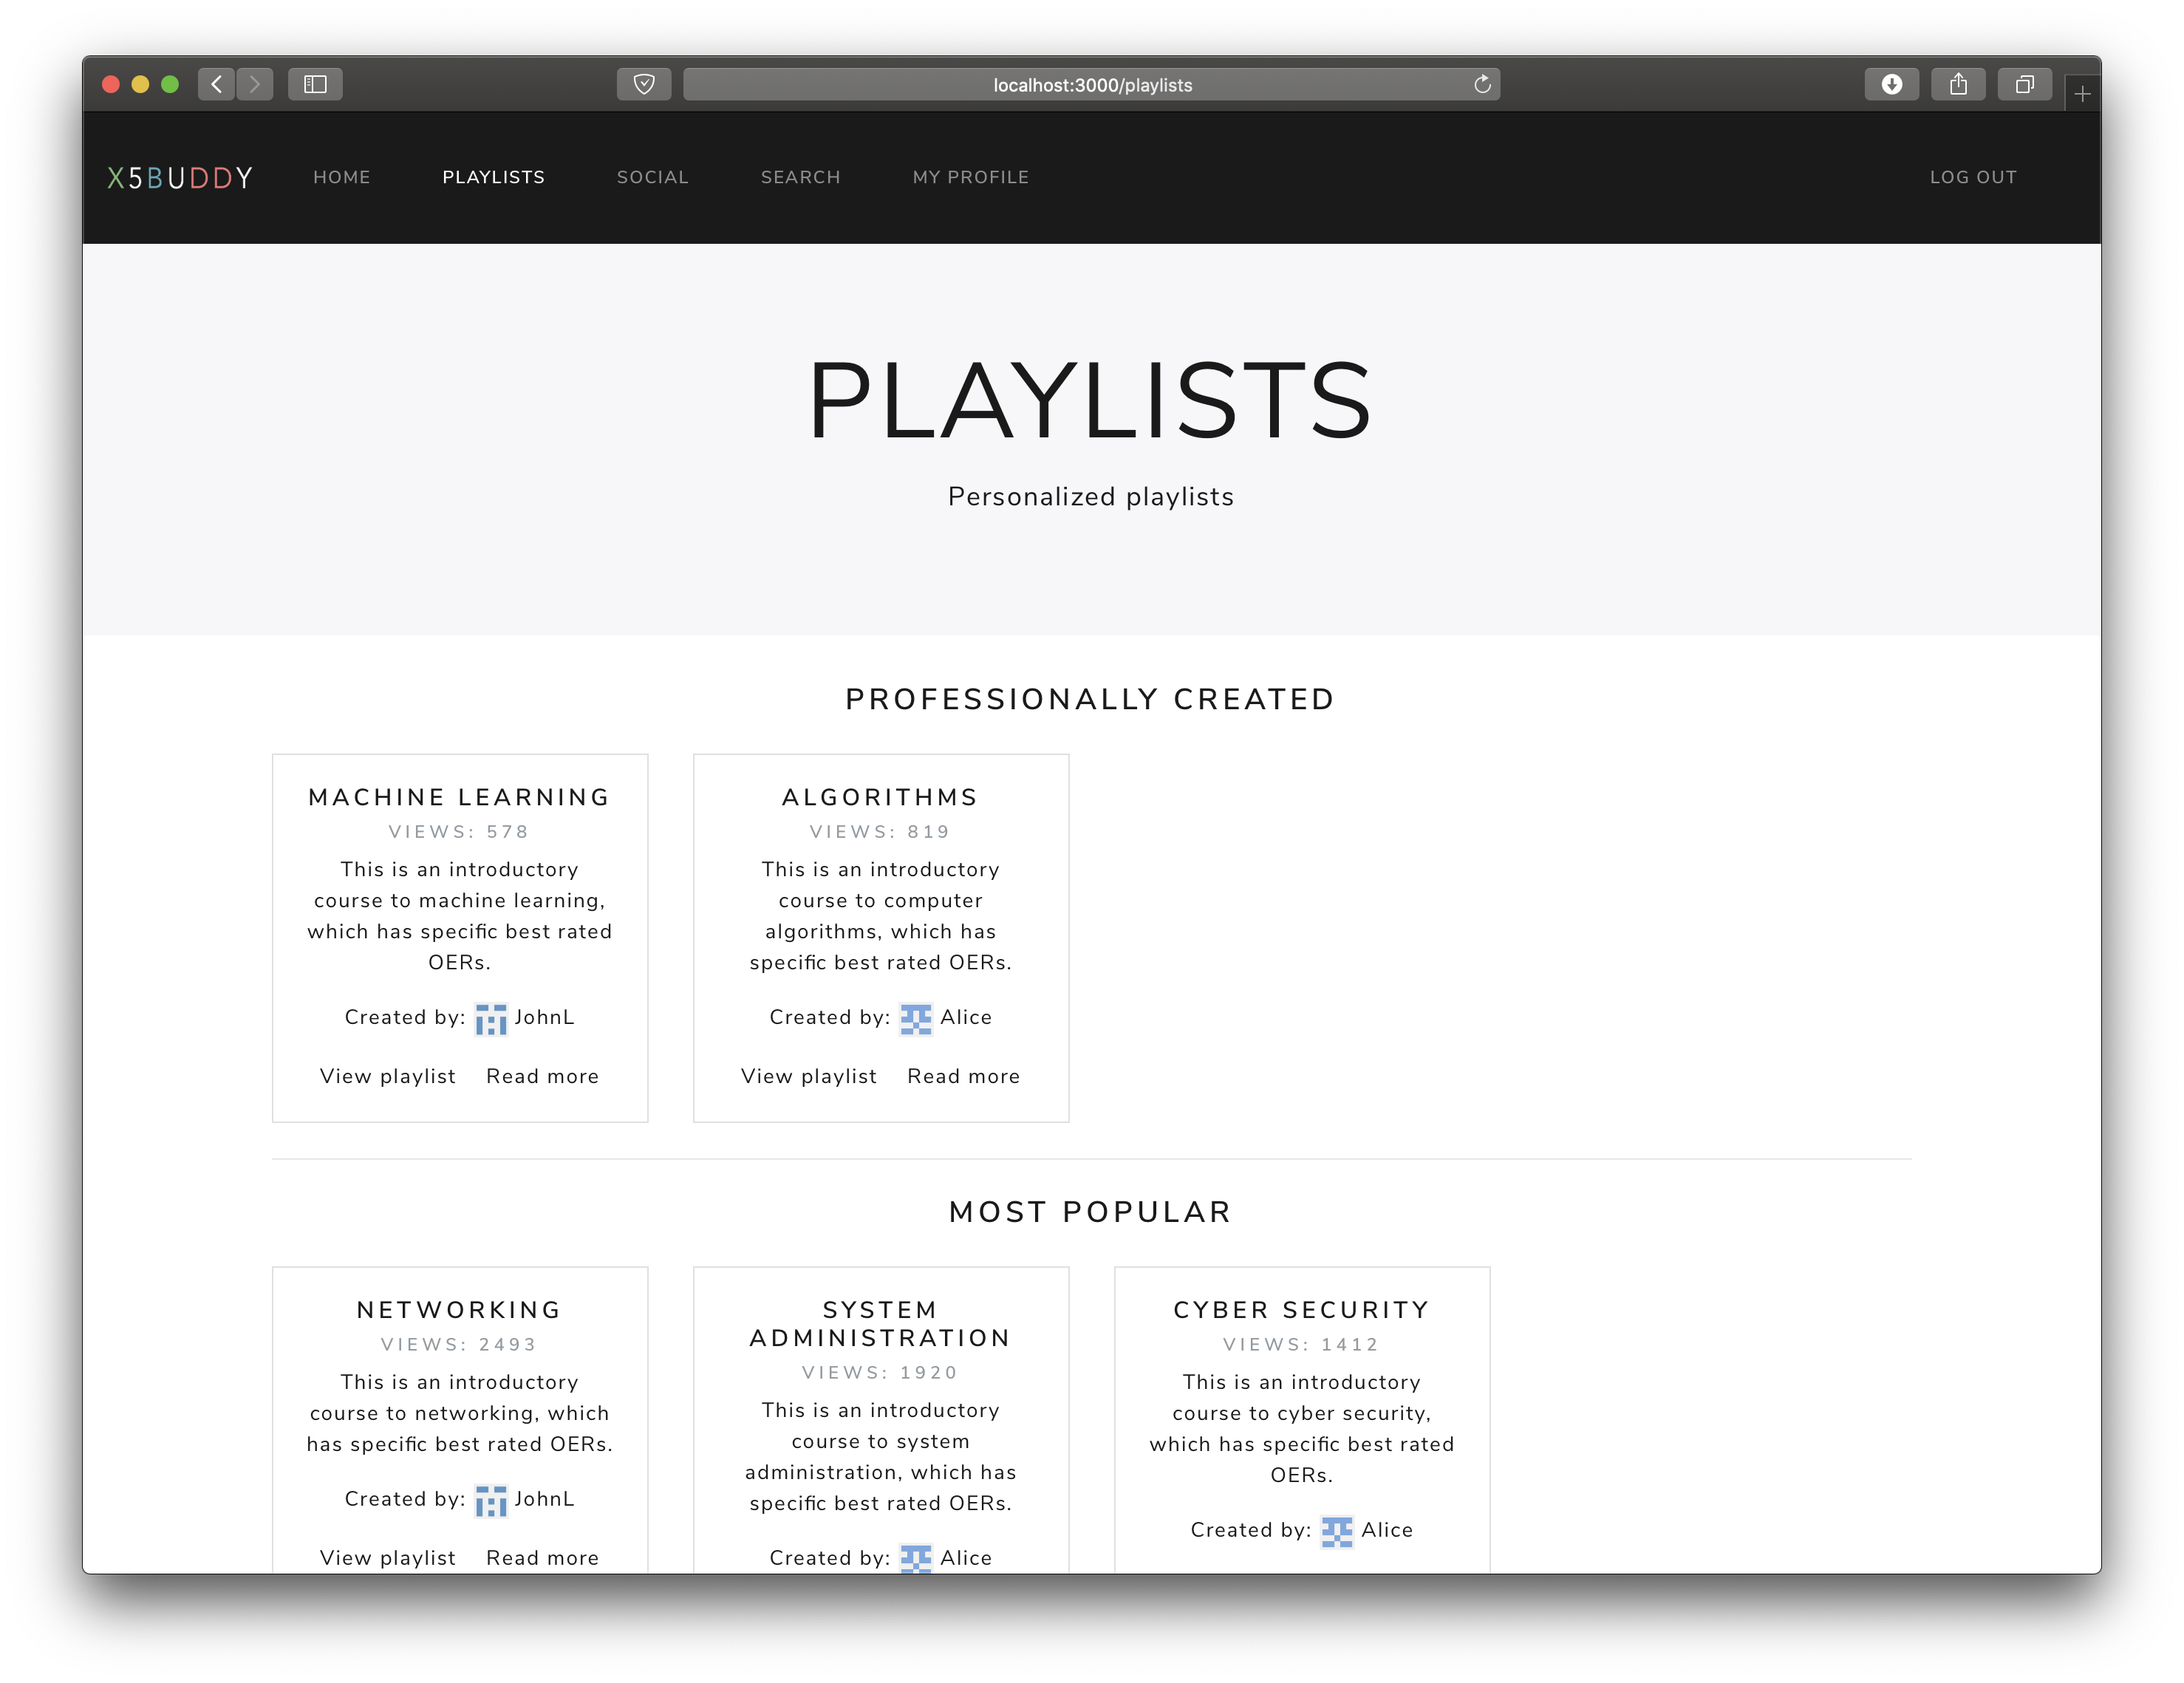 localhost:3000/playlists
X5BUDDY HOME PLAYLISTS SOCIAL SEARCH MY PROFILE LOG OUT
PLAYLISTS
Personalized playlists
PROFESSIONALLY CREATED
MACHINE LEARNING
VIEWS: 578
This is an introductory
course to machine learning,
which has specific best rated
OERs.
Created by: JohnL
View playlist Read more
ALGORITHMS
VIEWS: 819
This is an introductory
course to computer
algorithms, which has
specific best rated OERs.
Created by: Alice
View playlist Read more
MOST POPULAR
NETWORKING
VIEWS: 2493
This is an introductory
course to networking, which
has specific best rated OERs.
Created by: JohnL
View playlist Read more
SYSTEM
ADMINISTRATION
VIEWS: 1920
This is an introductory
course to system
administration, which has
specific best rated OERs.
Created by: Alice
CYBER SECURITY
VIEWS: 1412
This is an introductory
course to cyber security,
which has specific best rated
OERs.
Created by: Alice